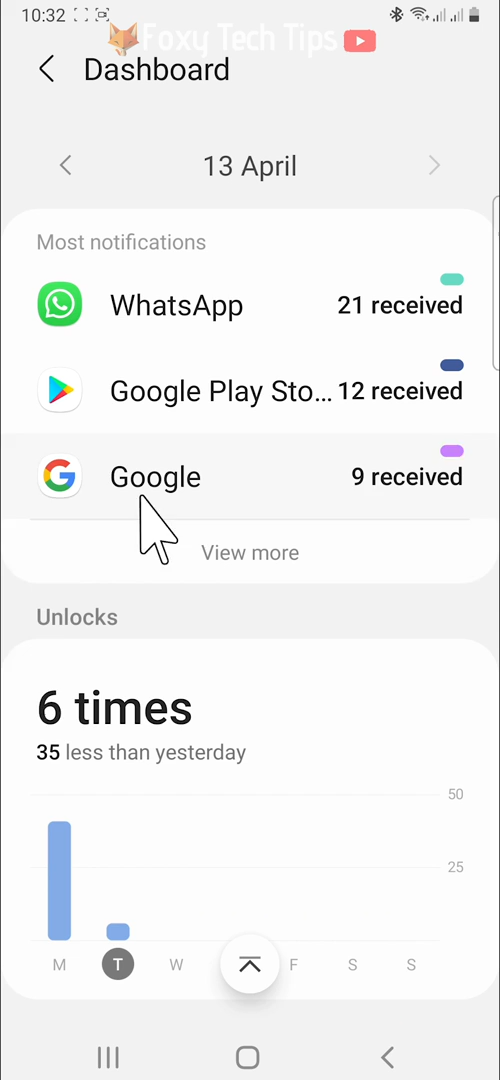 10:32
Foxy Tech Tips
Dashboard
13 April
Most notifications
WhatsApp 21 received
Google Play Sto... 12 received
Google 9 received
View more
Unlocks
6 times
35 less than yesterday
50
25
M T W F S S